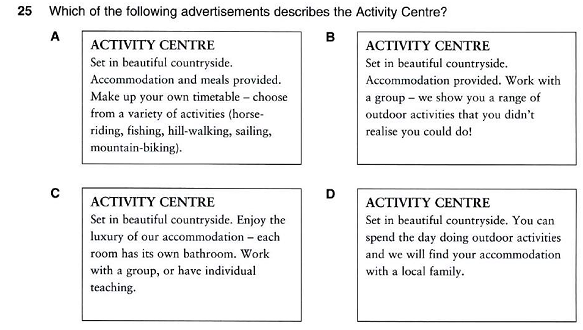 25 Which of the following advertisements describes the Activity Centre?
A
ACTIVITY CENTRE
Set in beautiful countryside.
Accommodation and meals provided.
Make up your own timetable – choose
from a variety of activities (horse-
riding, fishing, hill-walking, sailing,
mountain-biking).
B
ACTIVITY CENTRE
Set in beautiful countryside.
Accommodation provided. Work with
a group – we show you a range of
outdoor activities that you didn't
realise you could do!
C
ACTIVITY CENTRE
Set in beautiful countryside. Enjoy the
luxury of our accommodation – each
room has its own bathroom. Work
with a group, or have individual
teaching.
D
ACTIVITY CENTRE
Set in beautiful countryside. You can
spend the day doing outdoor activities
and we will find your accommodation
with a local family.